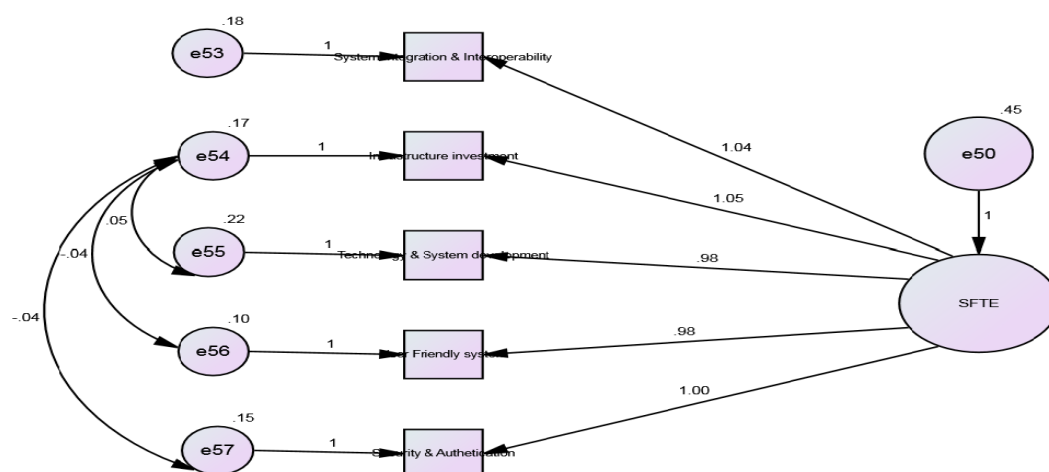 .18
e53
1
System Integration & Interoperability
.45
e50
1
1.04
.17
e54
1
Infrastructure investment
1.05
.05
.22
e55
1
Technology & System development
.98
SFTE
-.04
-.04
.10
e56
1
User Friendly system
.98
1.00
.15
e57
1
Security & Authetication